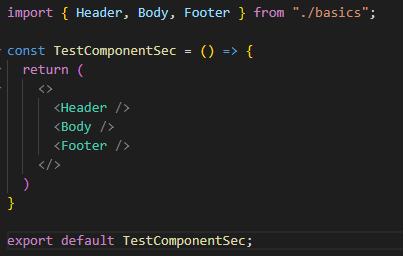 import { Header, Body, Footer } from "./basics";
const TestComponentSec = () => {
return (
<>
<Header />
<Body />
<Footer />
</>
)
}
export default TestComponentSec;